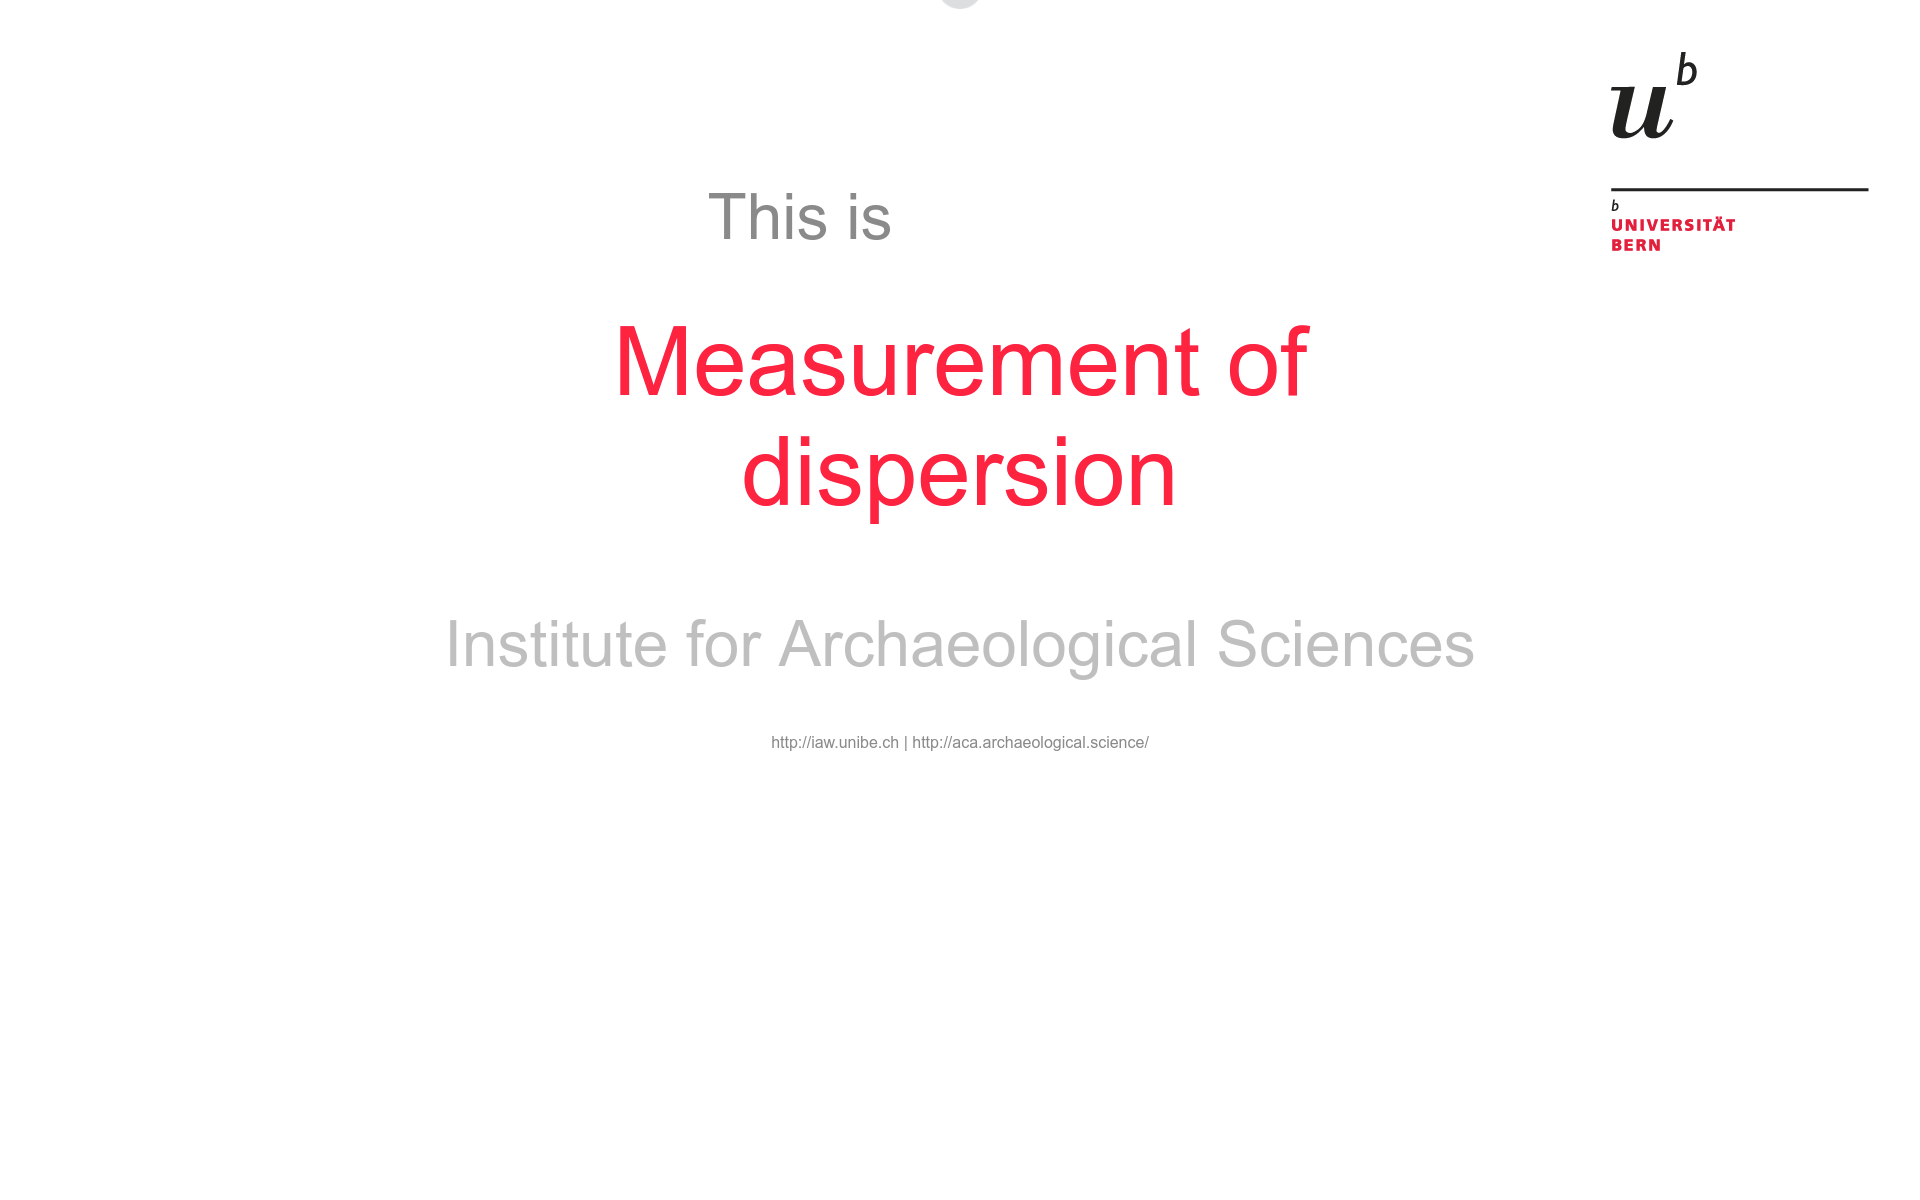 u^b
This is
b
UNIVERSITÄT
BERN
Measurement of
dispersion
Institute for Archaeological Sciences
http://iaw.unibe.ch | http://aca.archaeological.science/